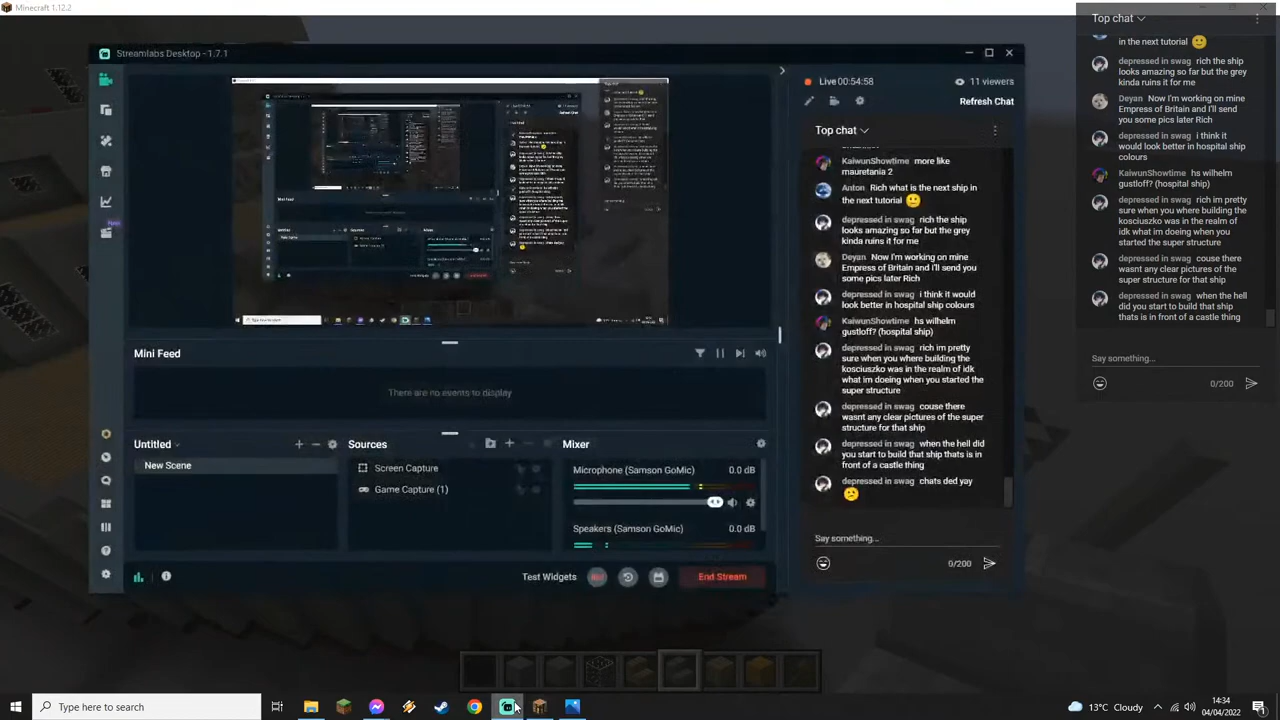 Minecraft 1.12.2
Streamlabs Desktop - 1.7.1
Live 00:54:58
11 viewers
Refresh Chat
Top chat
KaiwunShowtime more like
mauretania 2
Anton Rich what is the next ship in
the next tutorial 🙂
depressed in swag rich the ship
looks amazing so far but the grey
kinda ruins it for me
Deyan Now I'm working on mine
Empress of Britain and I'll send you
some pics later Rich
depressed in swag i think it would
look better in hospital ship colours
KaiwunShowtime hs wilhelm
gustloff? (hospital ship)
depressed in swag rich im pretty
sure when you where building the
kosciuszko was in the realm of idk
what im doeing when you started the
super structure
depressed in swag couse there
wasnt any clear pictures of the super
structure for that ship
depressed in swag when the hell did
you start to build that ship thats is in
front of a castle thing
depressed in swag chats ded yay
😕
Say something...
0/200
Mini Feed
There are no events to display
Untitled
New Scene
Sources
Screen Capture
Game Capture (1)
Mixer
Microphone (Samson GoMic)
0.0 dB
Speakers (Samson GoMic)
0.0 dB
Test Widgets
End Stream
Top chat
in the next tutorial 🙂
depressed in swag rich the ship
looks amazing so far but the grey
kinda ruins it for me
Deyan Now I'm working on mine
Empress of Britain and I'll send
you some pics later Rich
depressed in swag i think it
would look better in hospital ship
colours
KaiwunShowtime hs wilhelm
gustloff? (hospital ship)
depressed in swag rich im pretty
sure when you where building the
kosciuszko was in the realm of
idk what im doeing when you
started the super structure
depressed in swag couse there
wasnt any clear pictures of the
super structure for that ship
depressed in swag when the hell
did you start to build that ship
thats is in front of a castle thing
Say something...
0/200
Type here to search
13°C Cloudy
14:34
04/04/2022